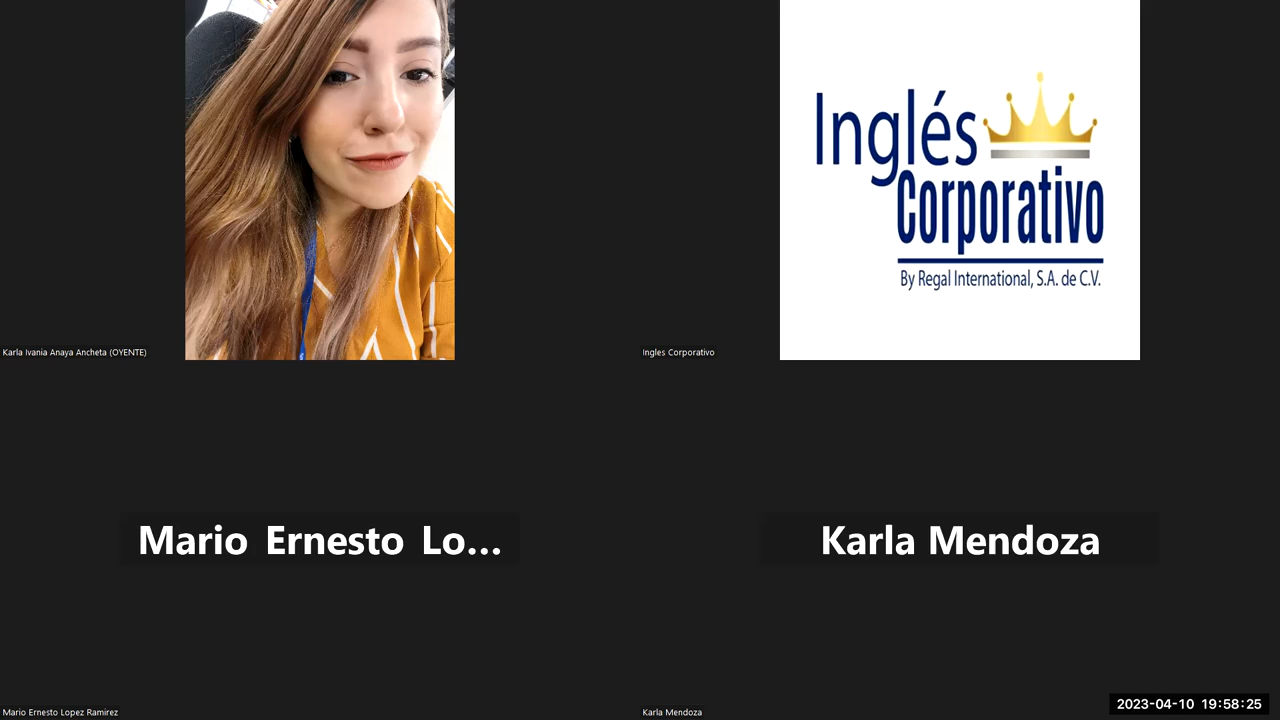 Inglés
Corporativo
By Regal International, S.A. de C.V.
Karla Ivania Anaya Ancheta (OYENTE)
Ingles Corporativo
Mario Ernesto Lo...
Karla Mendoza
Mario Ernesto Lopez Ramirez
Karla Mendoza
2023-04-10 19:58:25